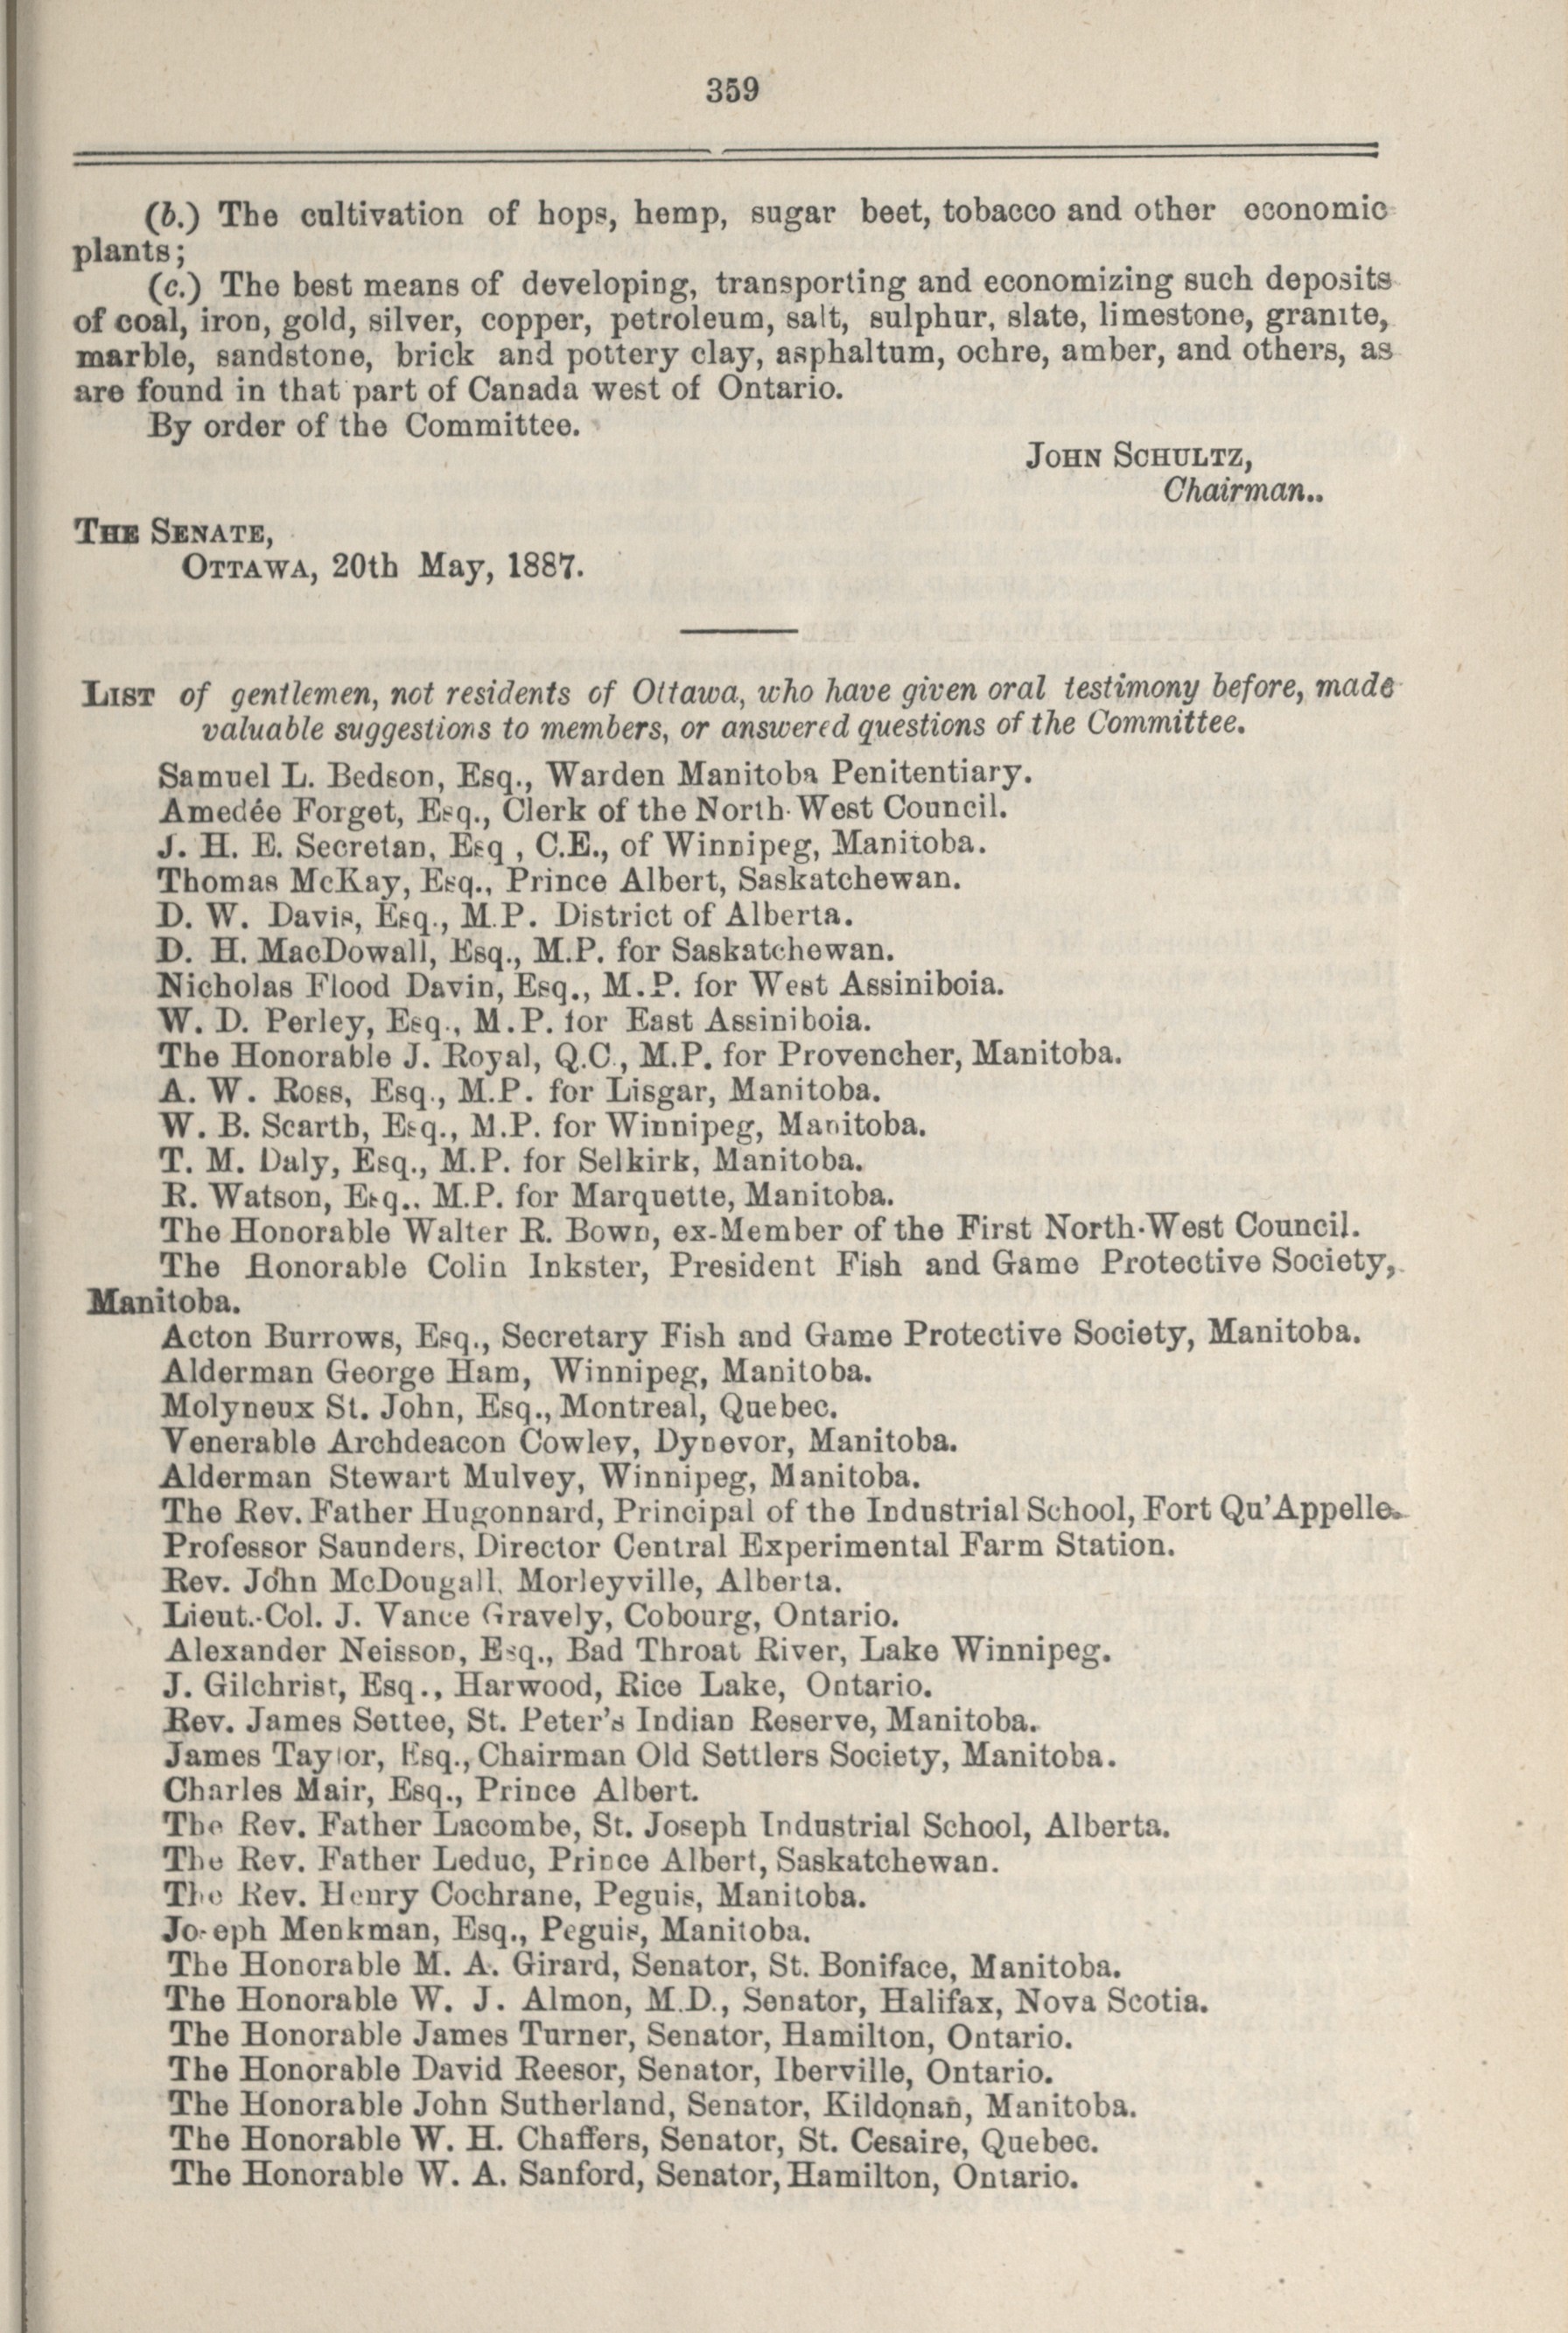 359
(b.) The cultivation of hops, hemp, sugar beet, tobacco and other economic
plants;
(c.) The best means of developing, transporting and economizing such deposits
of coal, iron, gold, silver, copper, petroleum, salt, sulphur, slate, limestone, granite,
marble, sandstone, brick and pottery clay, asphaltum, ochre, amber, and others, as
are found in that part of Canada west of Ontario.
By order of the Committee.
JOHN SCHULTZ,
Chairman..
THE SENATE,
OTTAWA, 20th May, 1887.
LIST of gentlemen, not residents of Ottawa, who have given oral testimony before, made
valuable suggestions to members, or answered questions of the Committee.
Samuel L. Bedson, Esq., Warden Manitoba Penitentiary.
Amedée Forget, Esq., Clerk of the North-West Council.
J. H. E. Secretan, Esq , C.E., of Winnipeg, Manitoba.
Thomas McKay, Esq., Prince Albert, Saskatchewan.
D. W. Davis, Esq., M.P. District of Alberta.
D. H. MacDowall, Esq., M.P. for Saskatchewan.
Nicholas Flood Davin, Esq., M.P. for West Assiniboia.
W. D. Perley, Esq., M.P. for East Assiniboia.
The Honorable J. Royal, Q.C., M.P. for Provencher, Manitoba.
A. W. Ross, Esq., M.P. for Lisgar, Manitoba.
W. B. Scarth, Esq., M.P. for Winnipeg, Manitoba.
T. M. Daly, Esq., M.P. for Selkirk, Manitoba.
R. Watson, Esq., M.P. for Marquette, Manitoba.
The Honorable Walter R. Bown, ex-Member of the First North-West Council.
The Honorable Colin Inkster, President Fish and Game Protective Society,
Manitoba.
Acton Burrows, Esq., Secretary Fish and Game Protective Society, Manitoba.
Alderman George Ham, Winnipeg, Manitoba.
Molyneux St. John, Esq., Montreal, Quebec.
Venerable Archdeacon Cowley, Dynevor, Manitoba.
Alderman Stewart Mulvey, Winnipeg, Manitoba.
The Rev. Father Hugonnard, Principal of the Industrial School, Fort Qu'Appelle.
Professor Saunders, Director Central Experimental Farm Station.
Rev. John McDougall, Morleyville, Alberta.
Lieut.-Col. J. Vance Gravely, Cobourg, Ontario.
Alexander Neisson, Esq., Bad Throat River, Lake Winnipeg.
J. Gilchrist, Esq., Harwood, Rice Lake, Ontario.
Rev. James Settee, St. Peter's Indian Reserve, Manitoba.
James Taylor, Esq., Chairman Old Settlers Society, Manitoba.
Charles Mair, Esq., Prince Albert.
The Rev. Father Lacombe, St. Joseph Industrial School, Alberta.
The Rev. Father Leduc, Prince Albert, Saskatchewan.
The Rev. Henry Cochrane, Peguis, Manitoba.
Joseph Menkman, Esq., Peguis, Manitoba.
The Honorable M. A. Girard, Senator, St. Boniface, Manitoba.
The Honorable W. J. Almon, M.D., Senator, Halifax, Nova Scotia.
The Honorable James Turner, Senator, Hamilton, Ontario.
The Honorable David Reesor, Senator, Iberville, Ontario.
The Honorable John Sutherland, Senator, Kildonan, Manitoba.
The Honorable W. H. Chaffers, Senator, St. Cesaire, Quebec.
The Honorable W. A. Sanford, Senator, Hamilton, Ontario.